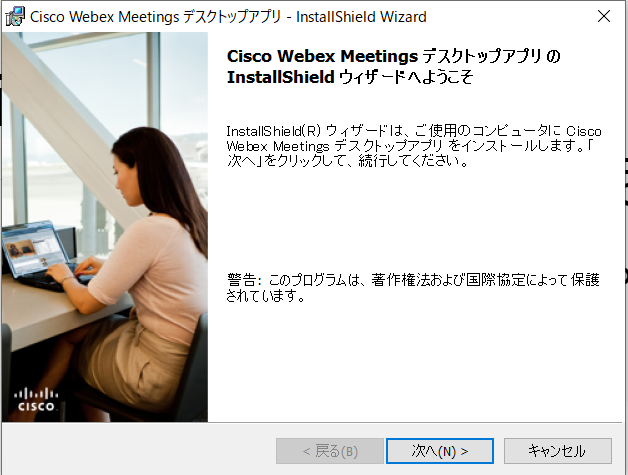 Cisco Webex Meetings デスクトップアプリ - InstallShield Wizard
Cisco Webex Meetings デスクトップアプリ の
InstallShield ウィザードへようこそ
InstallShield(R) ウィザードは、ご使用のコンピュータに Cisco
Webex Meetings デスクトップアプリ をインストールします。「
次へ」をクリックして、続行してください。
警告: このプログラムは、著作権法および国際協定によって保護
されています。
CISCO
< 戻る(B)
次へ(N) >
キャンセル